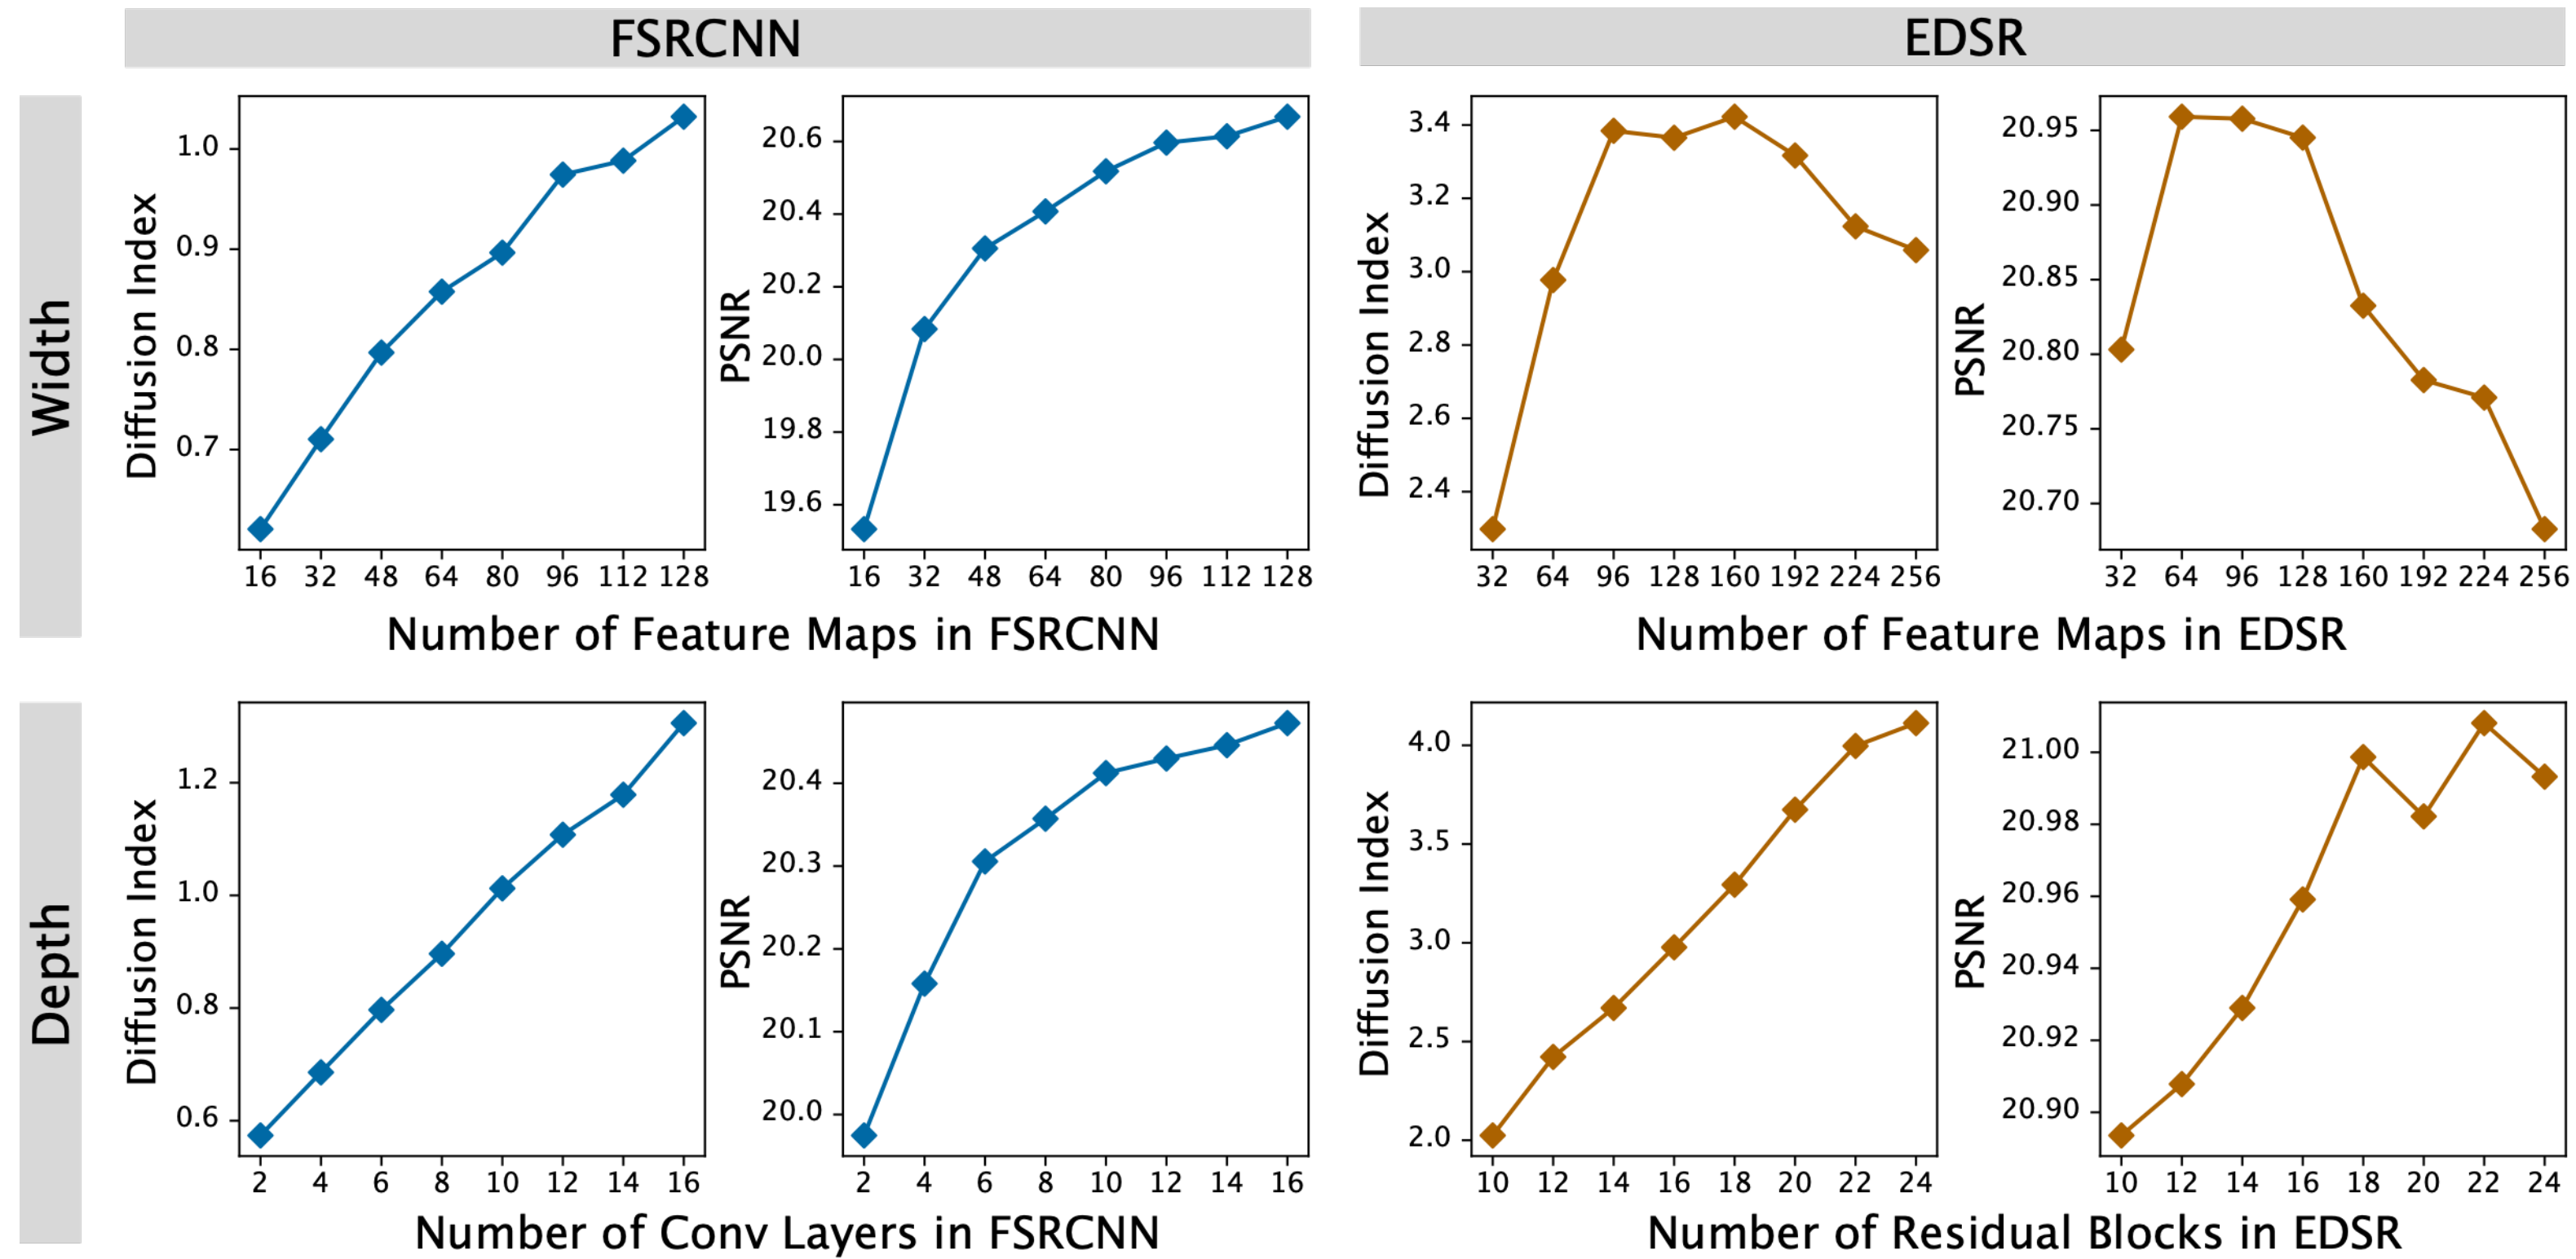 FSRCNN
EDSR
Width
Diffusion Index
1.0
0.9
0.8
0.7
16 32 48 64 80 96 112 128
PSNR
20.6
20.4
20.2
20.0
19.8
19.6
16 32 48 64 80 96 112 128
Number of Feature Maps in FSRCNN
Diffusion Index
3.4
3.2
3.0
2.8
2.6
2.4
32 64 96 128 160 192 224 256
PSNR
20.95
20.90
20.85
20.80
20.75
20.70
32 64 96 128 160 192 224 256
Number of Feature Maps in EDSR
Depth
Diffusion Index
1.2
1.0
0.8
0.6
2 4 6 8 10 12 14 16
PSNR
20.4
20.3
20.2
20.1
20.0
2 4 6 8 10 12 14 16
Number of Conv Layers in FSRCNN
Diffusion Index
4.0
3.5
3.0
2.5
2.0
10 12 14 16 18 20 22 24
PSNR
21.00
20.98
20.96
20.94
20.92
20.90
10 12 14 16 18 20 22 24
Number of Residual Blocks in EDSR